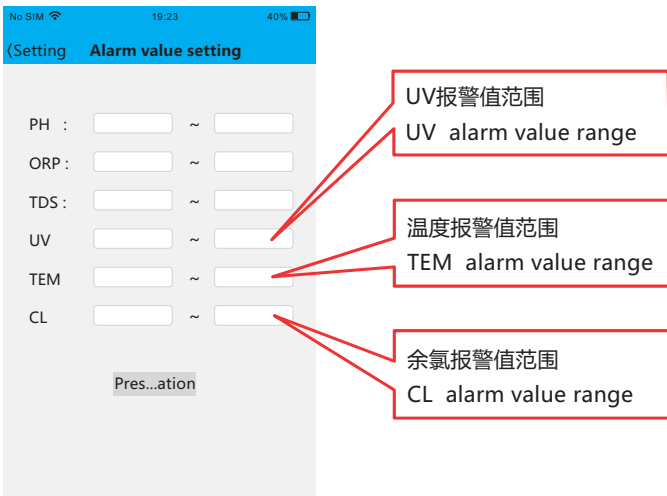 No SIM 19:23 40%
〈Setting Alarm value setting
PH : ~
ORP : ~
TDS : ~
UV ~
TEM ~
CL ~
Pres...ation
UV报警值范围
UV alarm value range
温度报警值范围
TEM alarm value range
余氯报警值范围
CL alarm value range